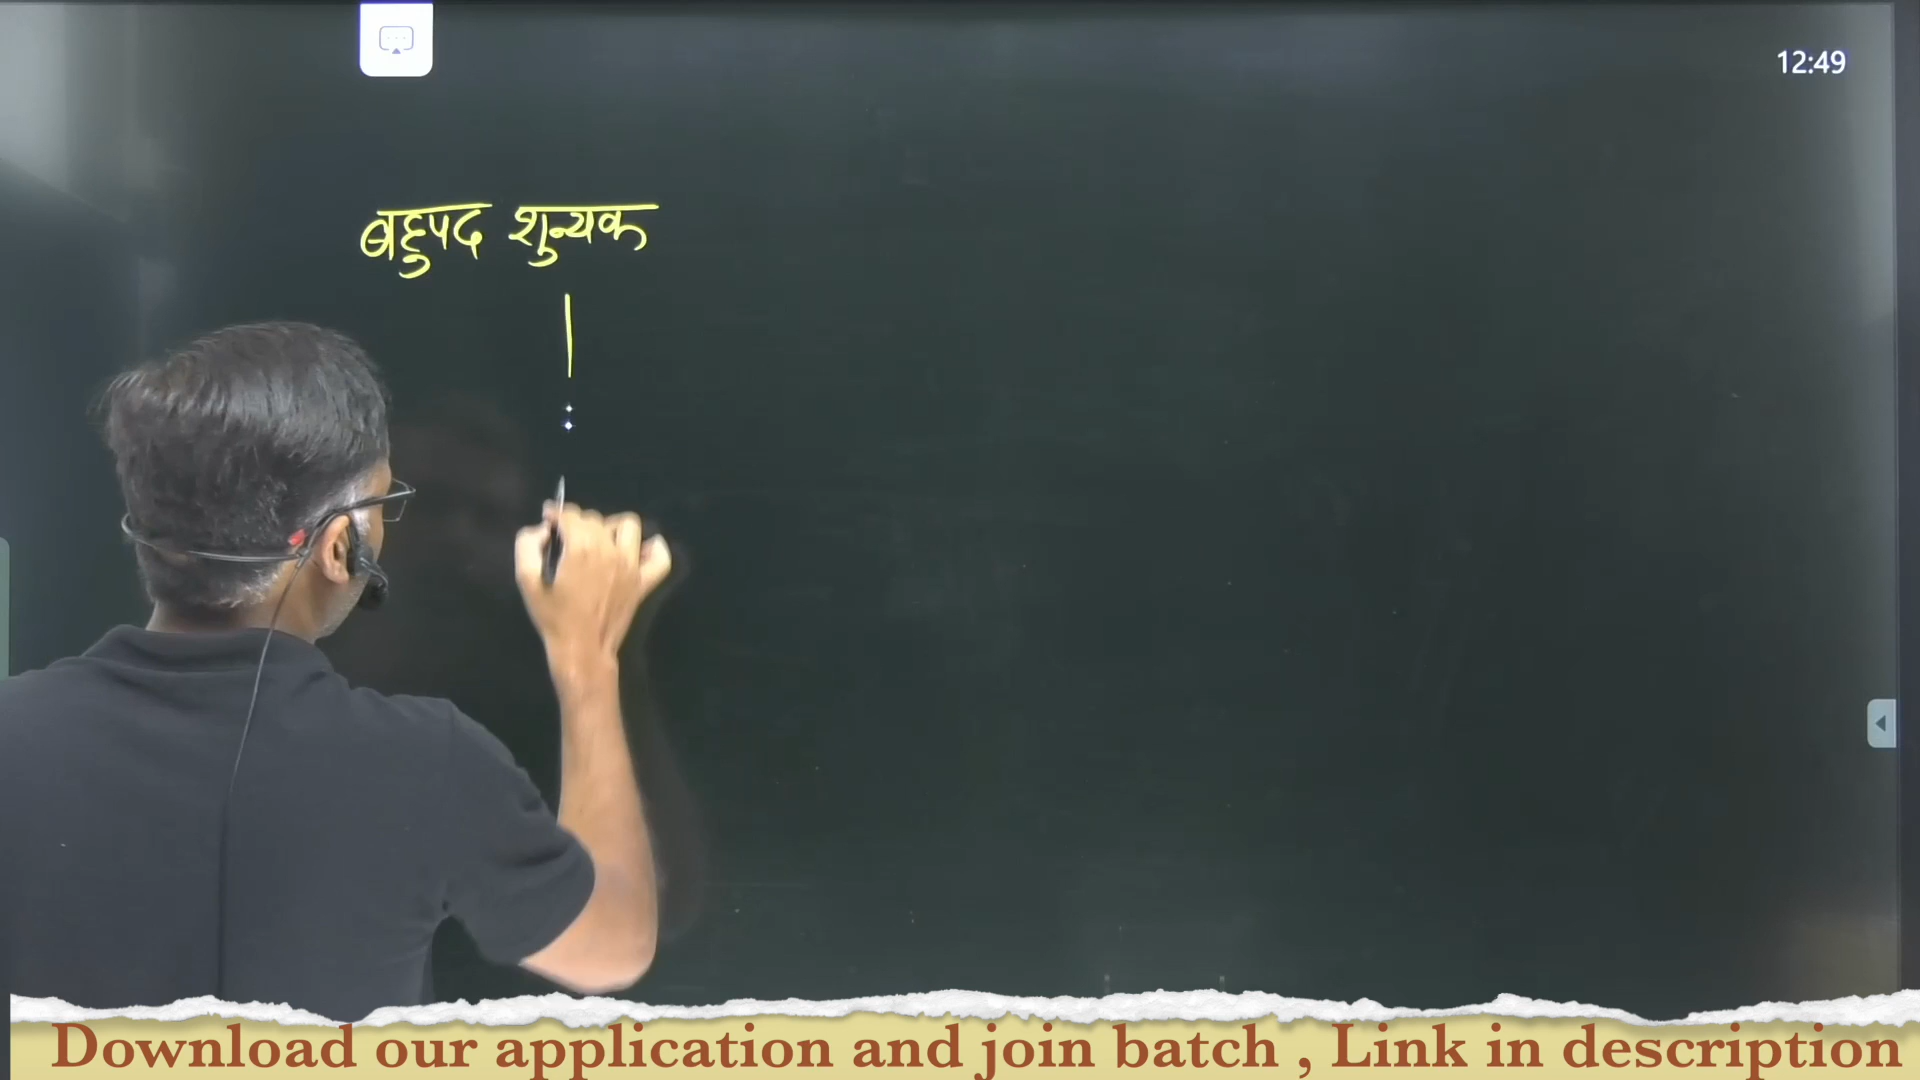 12:49
बहुपद शुन्यक
Download our application and join batch , Link in description